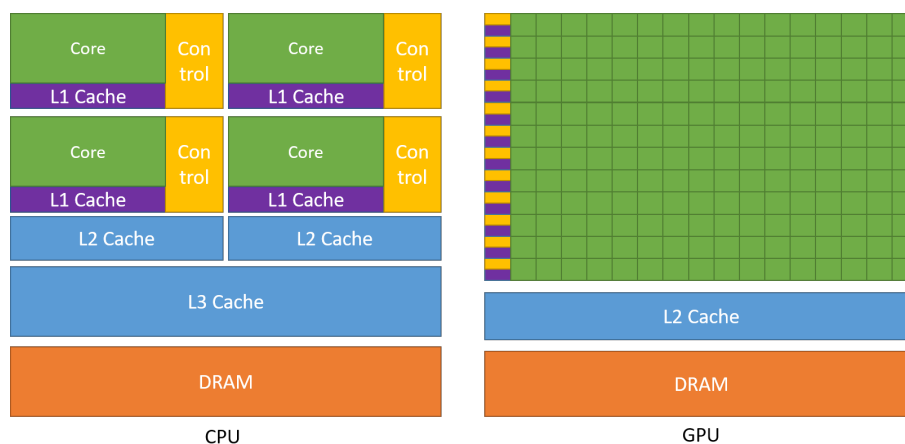 Core
Con
trol
L1 Cache
Core
Con
trol
L1 Cache
Core
Con
trol
L1 Cache
Core
Con
trol
L1 Cache
L2 Cache
L2 Cache
L3 Cache
DRAM
CPU
L2 Cache
DRAM
GPU